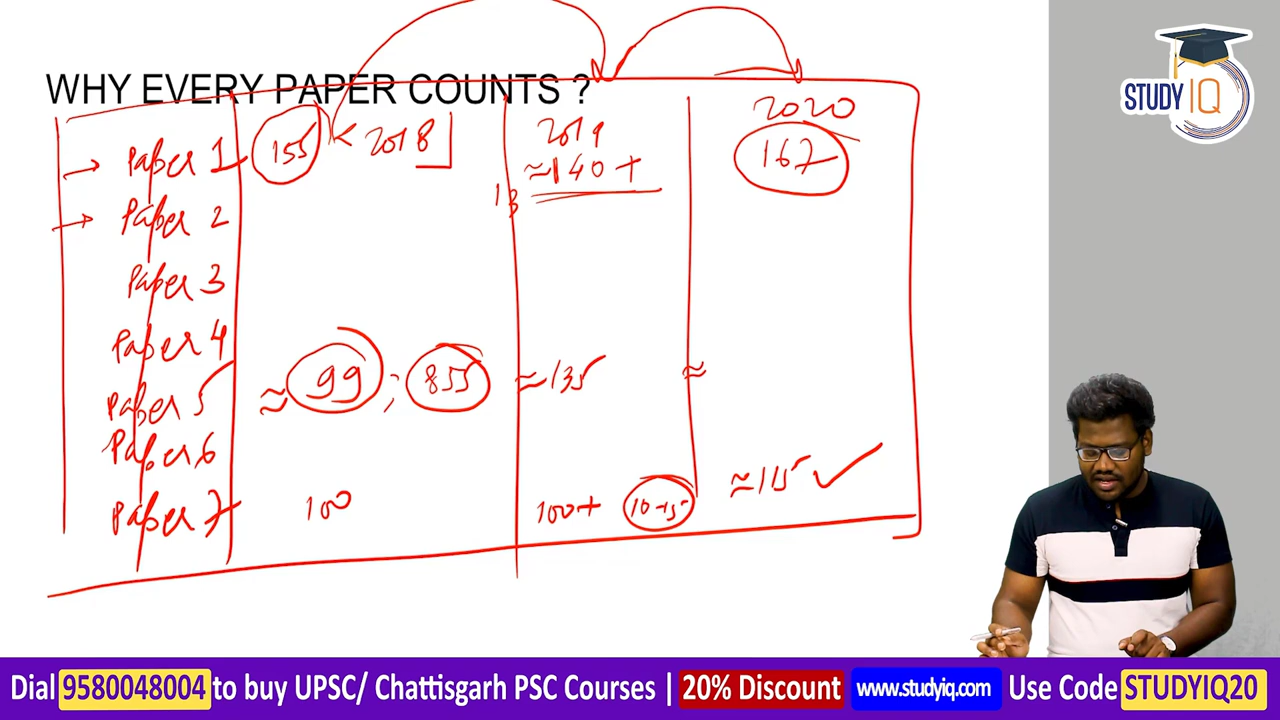 WHY EVERY PAPER COUNTS ?
STUDY IQ
Paper 1 155 2018 2019 2020
≈140+ 167
13
Paper 2
Paper 3
Paper 4
Paper 5 ≈ 99 ; 855 ≈135 ≈
Paper 6
Paper 7 100 100+ 10-15 ≈115 ✓
Dial 9580048004 to buy UPSC/ Chattisgarh PSC Courses | 20% Discount www.studyiq.com Use Code STUDYIQ20